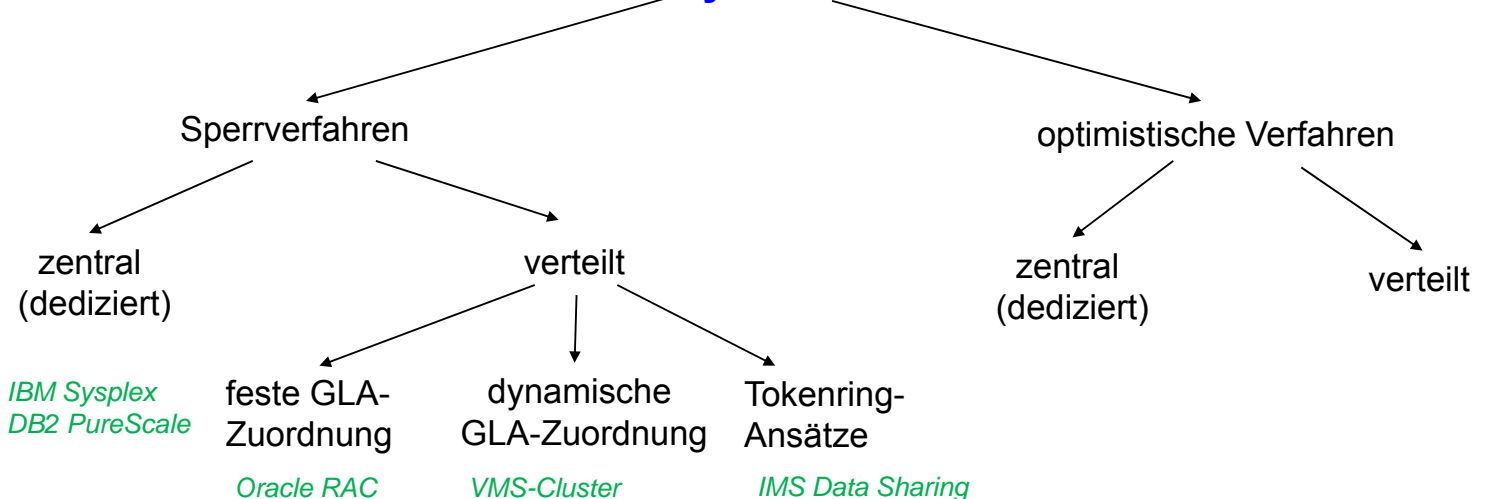 Sperrverfahren
optimistische Verfahren
zentral
(dediziert)
verteilt
zentral
(dediziert)
verteilt
IBM Sysplex
DB2 PureScale
feste GLA-
Zuordnung
dynamische
GLA-Zuordnung
Tokenring-
Ansätze
Oracle RAC
VMS-Cluster
IMS Data Sharing